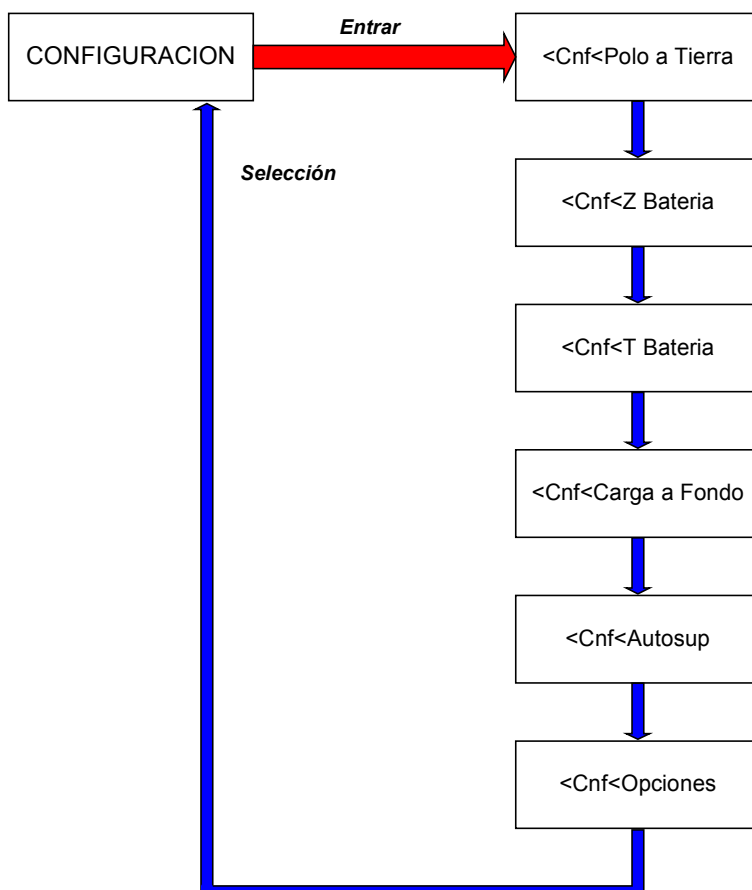 Entrar
CONFIGURACION
<Cnf<Polo a Tierra
Selección
<Cnf<Z Bateria
<Cnf<T Bateria
<Cnf<Carga a Fondo
<Cnf<Autosup
<Cnf<Opciones